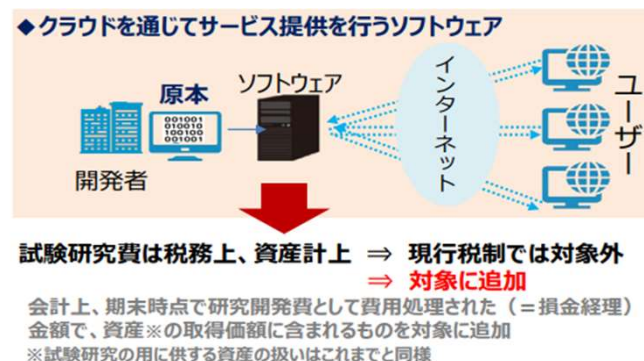 ◆クラウドを通じてサービス提供を行うソフトウェア
原本
ソフトウェア
インターネット
ユーザー
001001
010010
100100
001001
開発者
試験研究費は税務上、資産計上 ⇒ 現行税制では対象外
⇒ 対象に追加
会計上、期末時点で研究開発費として費用処理された（＝損金経理）
金額で、資産※の取得価額に含まれるものを対象に追加
※試験研究の用に供する資産の扱いはこれまでと同様